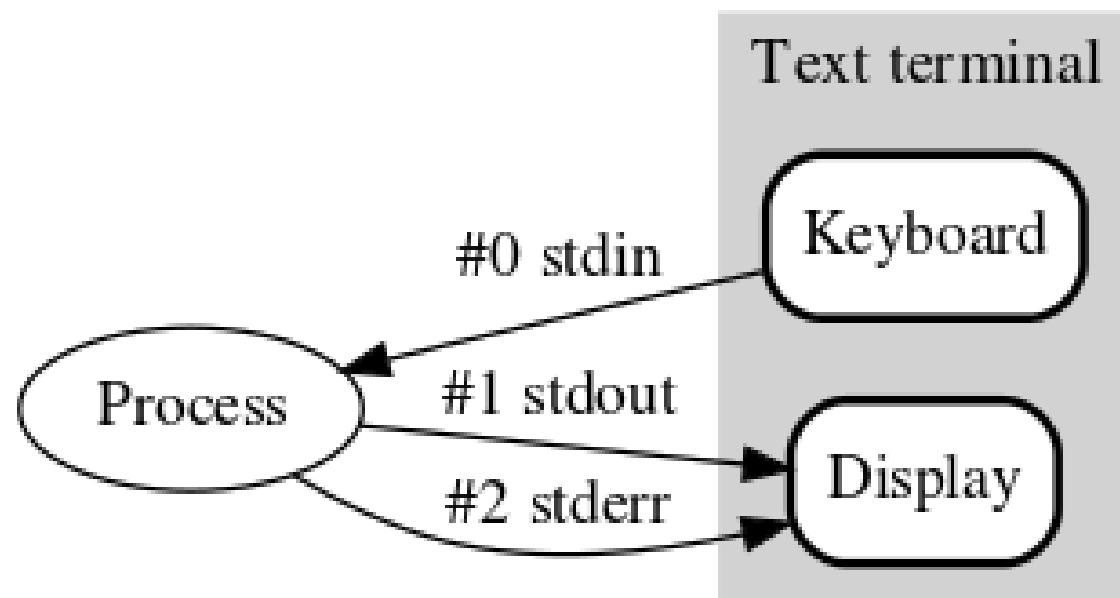 Text terminal
Keyboard
#0 stdin
Process
#1 stdout
Display
#2 stderr